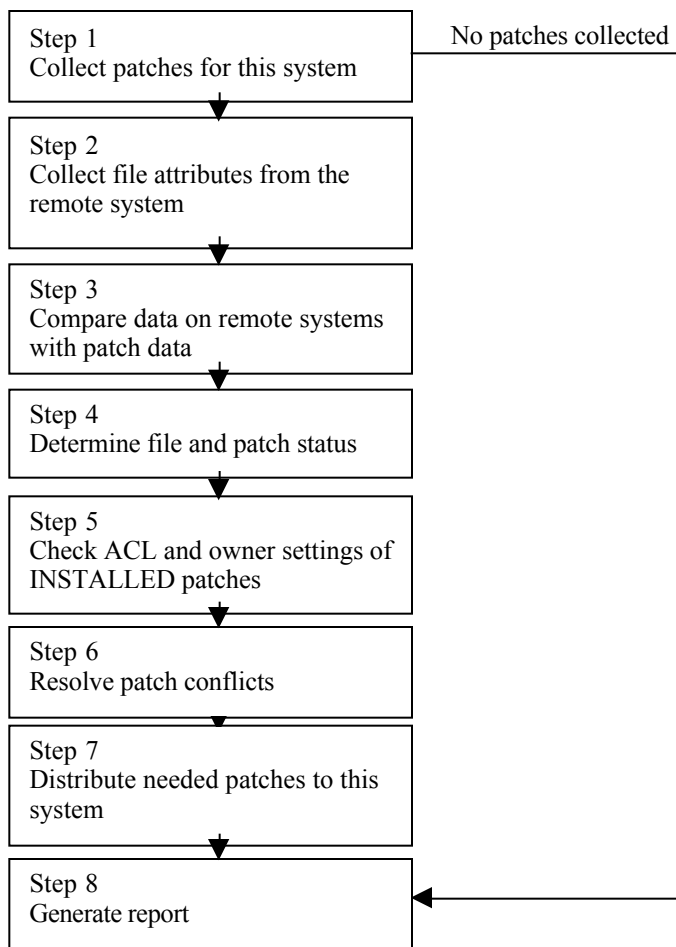 Step 1
Collect patches for this system
No patches collected
Step 2
Collect file attributes from the
remote system
Step 3
Compare data on remote systems
with patch data
Step 4
Determine file and patch status
Step 5
Check ACL and owner settings of
INSTALLED patches
Step 6
Resolve patch conflicts
Step 7
Distribute needed patches to this
system
Step 8
Generate report